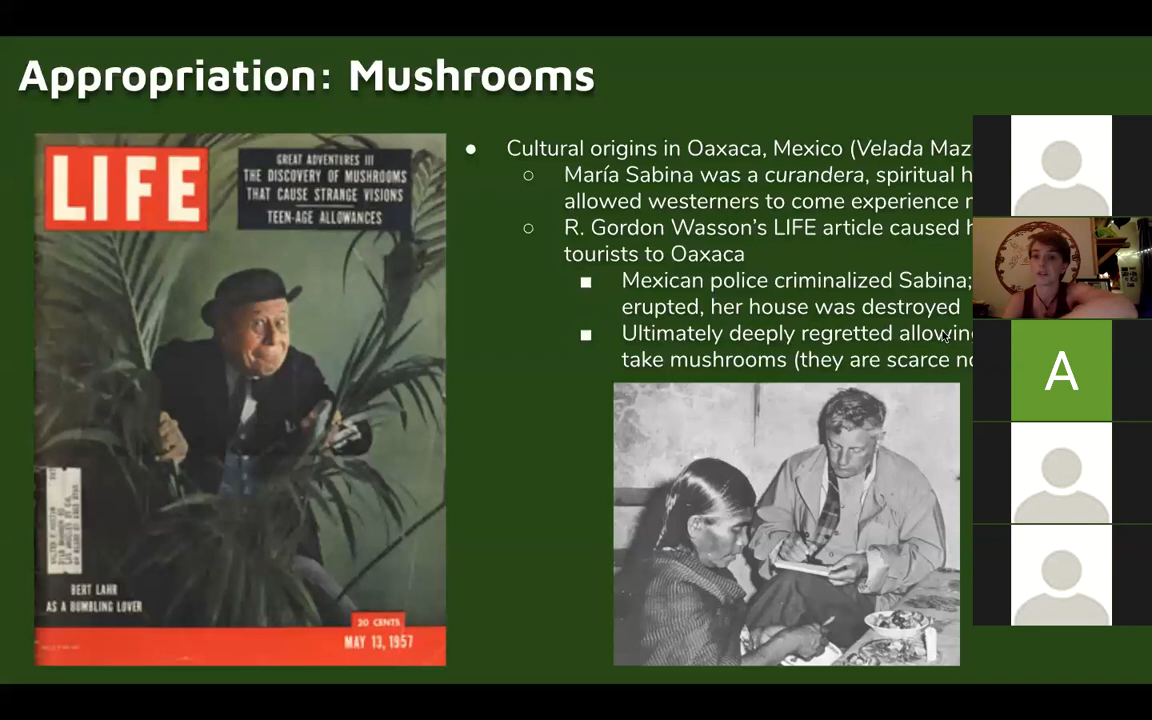 Appropriation: Mushrooms
LIFE
GREAT ADVENTURES III
THE DISCOVERY OF MUSHROOMS
THAT CAUSE STRANGE VISIONS
TEEN-AGE ALLOWANCES
BERT LAHR
AS A BUMBLING LOVER
20 CENTS
MAY 13, 1957
● Cultural origins in Oaxaca, Mexico (Velada Maz
○ María Sabina was a curandera, spiritual h
allowed westerners to come experience
○ R. Gordon Wasson's LIFE article caused h
tourists to Oaxaca
■ Mexican police criminalized Sabina;
erupted, her house was destroyed
■ Ultimately deeply regretted allowing
take mushrooms (they are scarce no
A